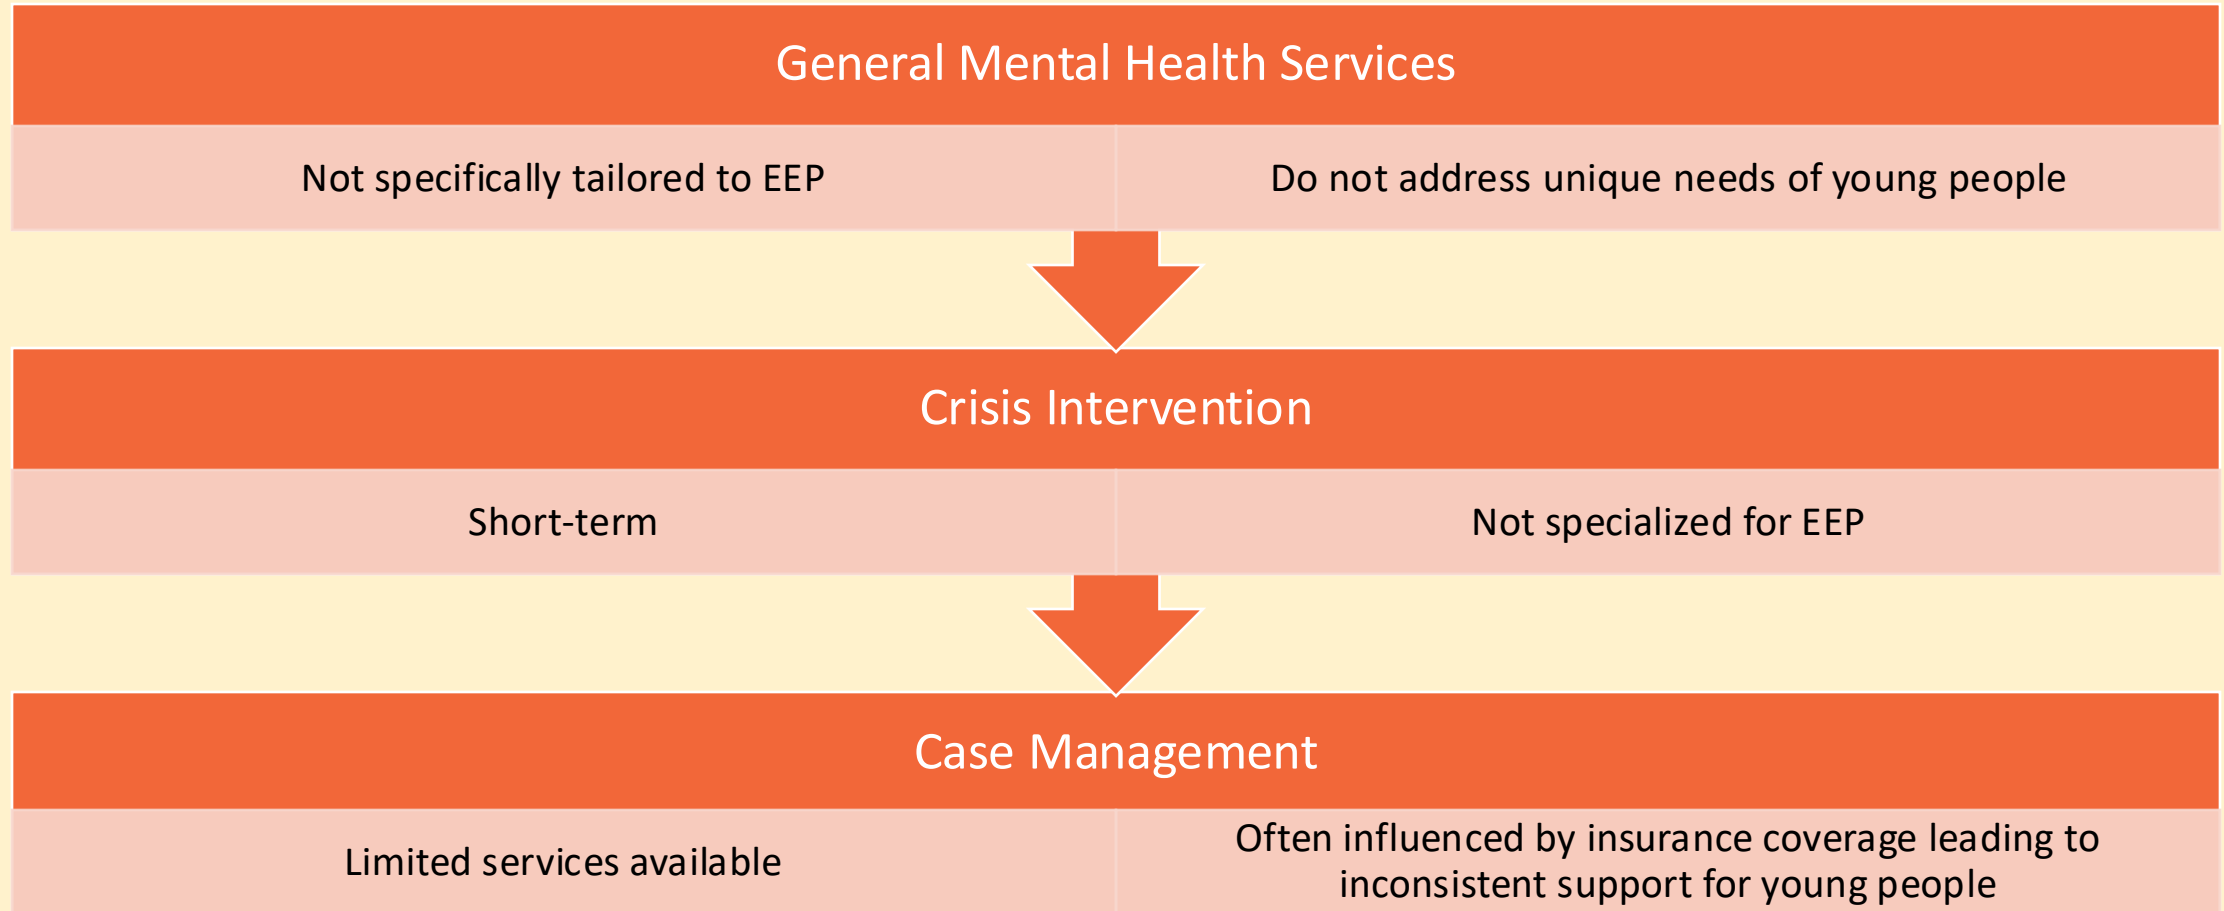 General Mental Health Services
Not specifically tailored to EEP
Do not address unique needs of young people
Crisis Intervention
Short-term
Not specialized for EEP
Case Management
Limited services available
Often influenced by insurance coverage leading to
inconsistent support for young people